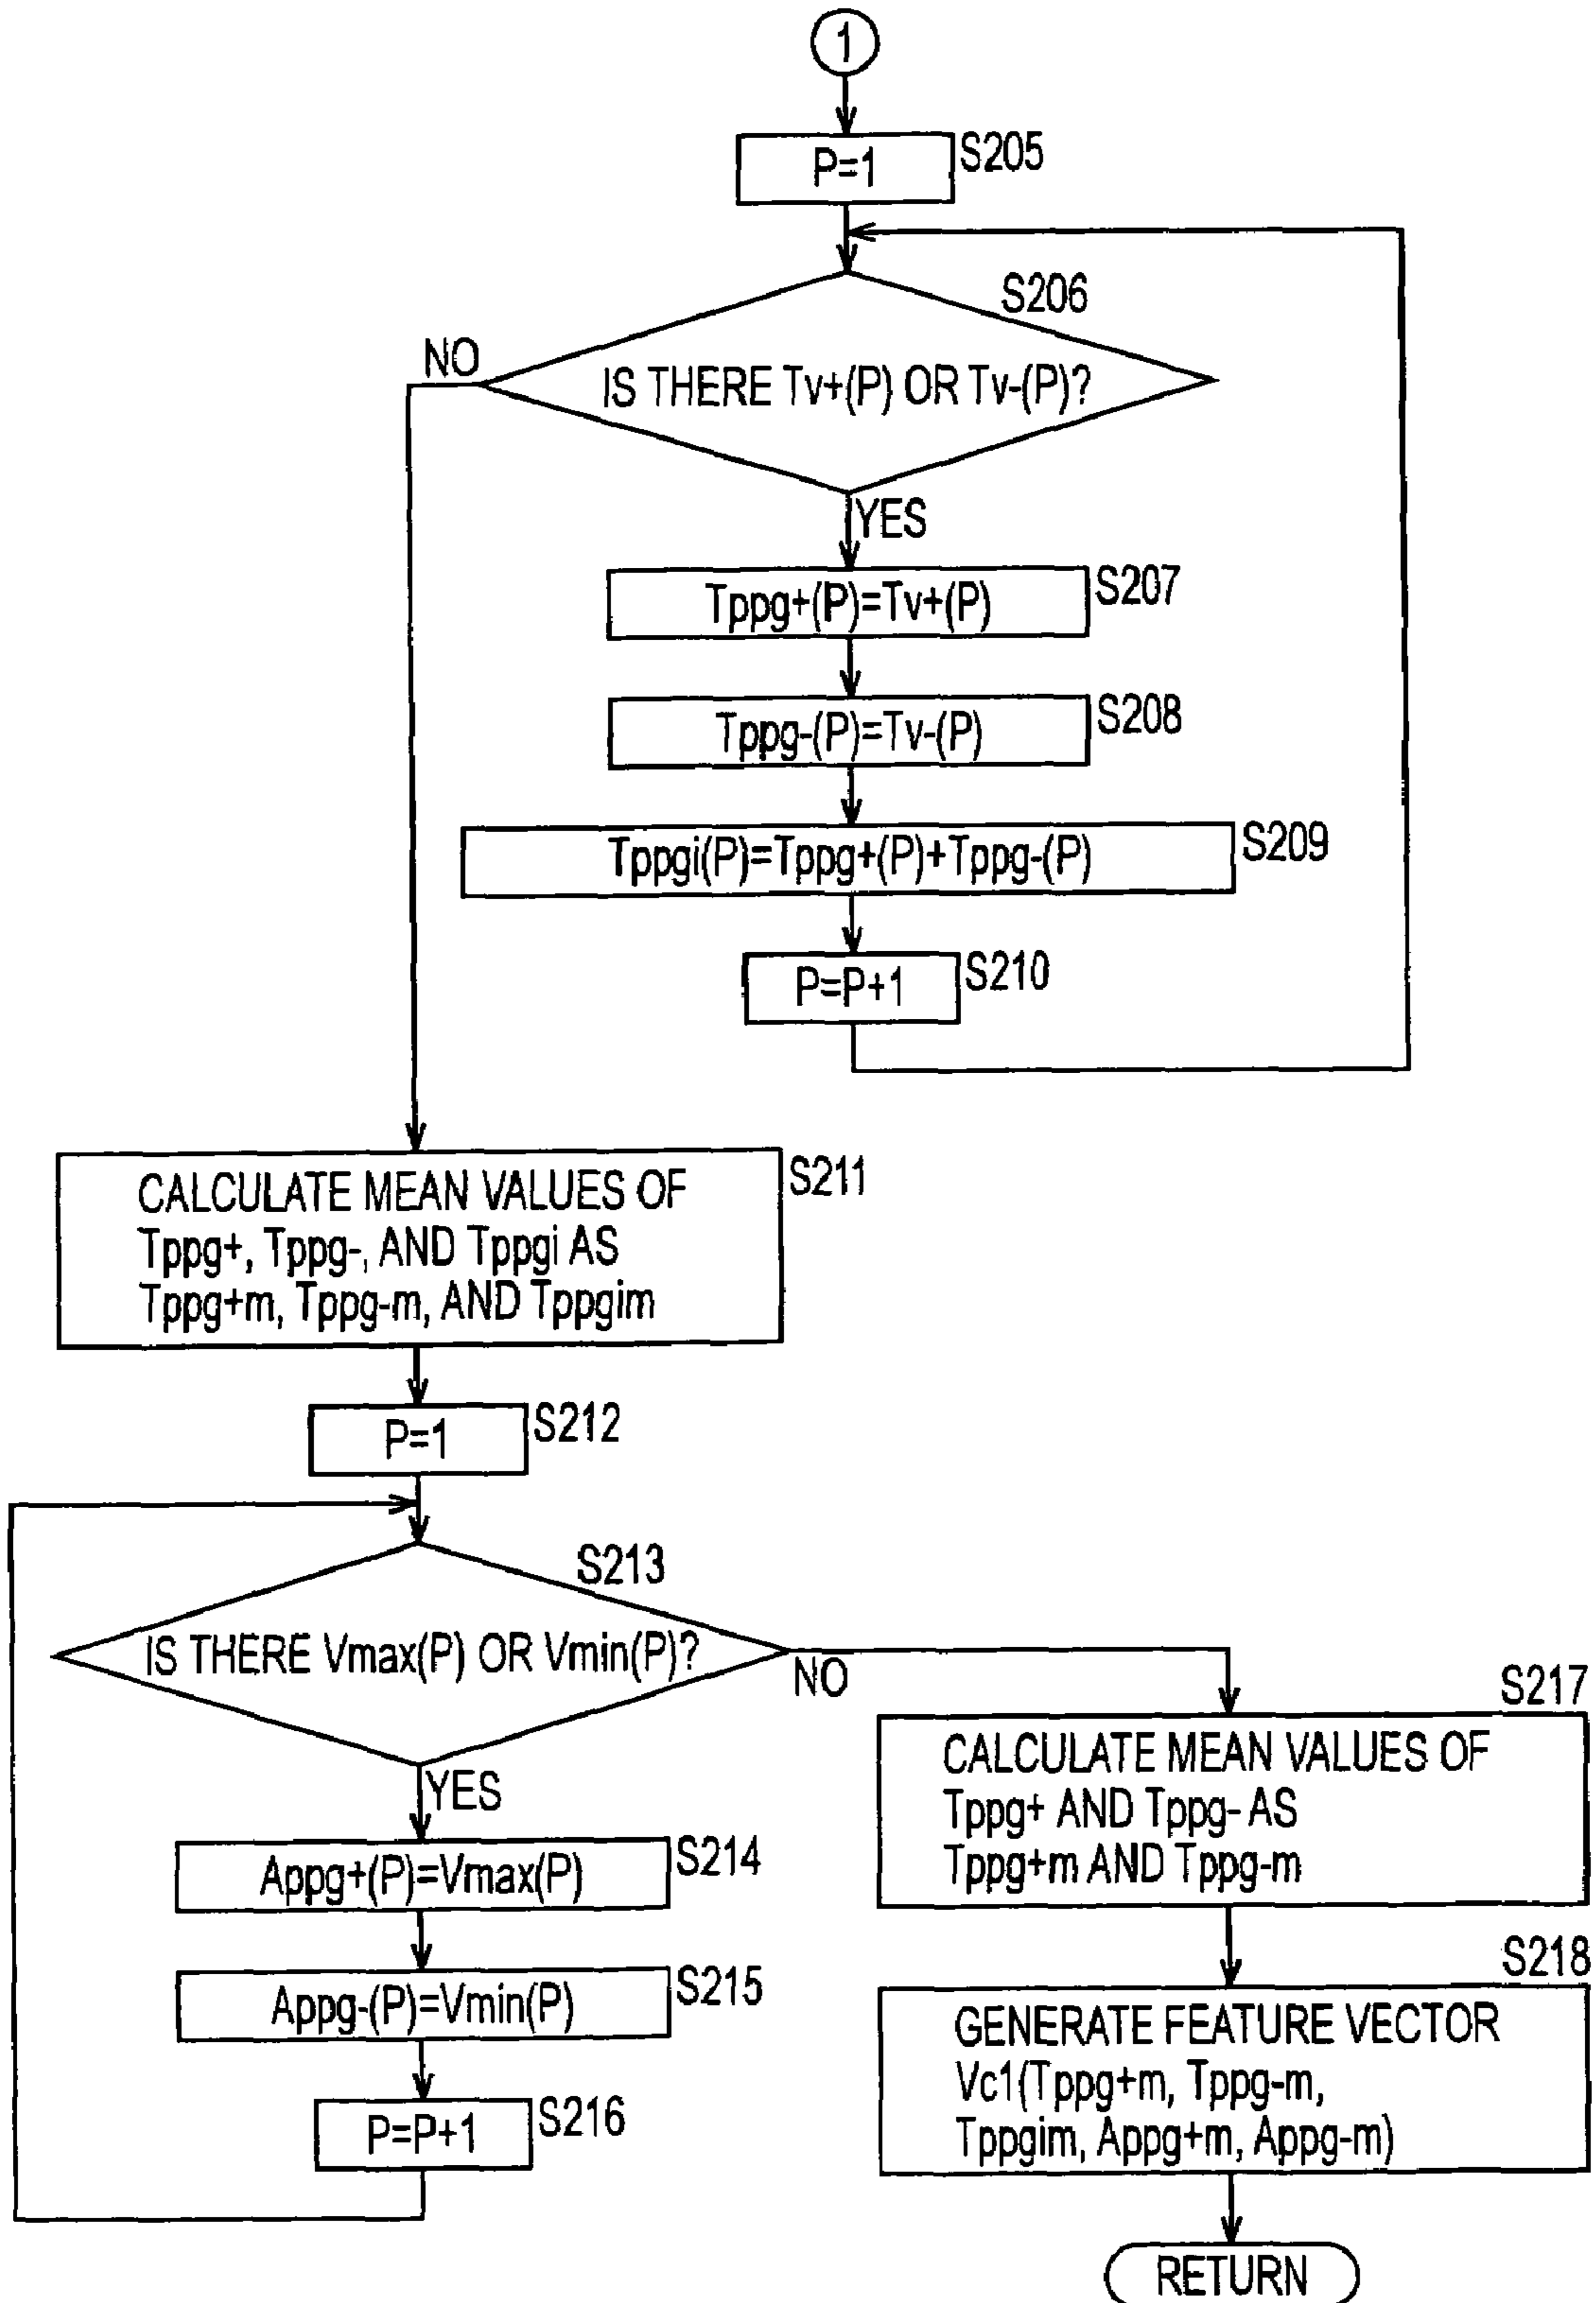 1
P=1
S205
S206
NO
IS THERE Tv+(P) OR Tv-(P)?
YES
Tppg+(P)=Tv+(P)
S207
Tppg-(P)=Tv-(P)
S208
Tppgi(P)=Tppg+(P)+Tppg-(P)
S209
P=P+1
S210
CALCULATE MEAN VALUES OF
Tppg+, Tppg-, AND Tppgi AS
Tppg+m, Tppg-m, AND Tppgim
S211
P=1
S212
S213
IS THERE Vmax(P) OR Vmin(P)?
NO
YES
Appg+(P)=Vmax(P)
S214
Appg-(P)=Vmin(P)
S215
P=P+1
S216
S217
CALCULATE MEAN VALUES OF
Tppg+ AND Tppg- AS
Tppg+m AND Tppg-m
S218
GENERATE FEATURE VECTOR
Vc1(Tppg+m, Tppg-m,
Tppgim, Appg+m, Appg-m)
RETURN